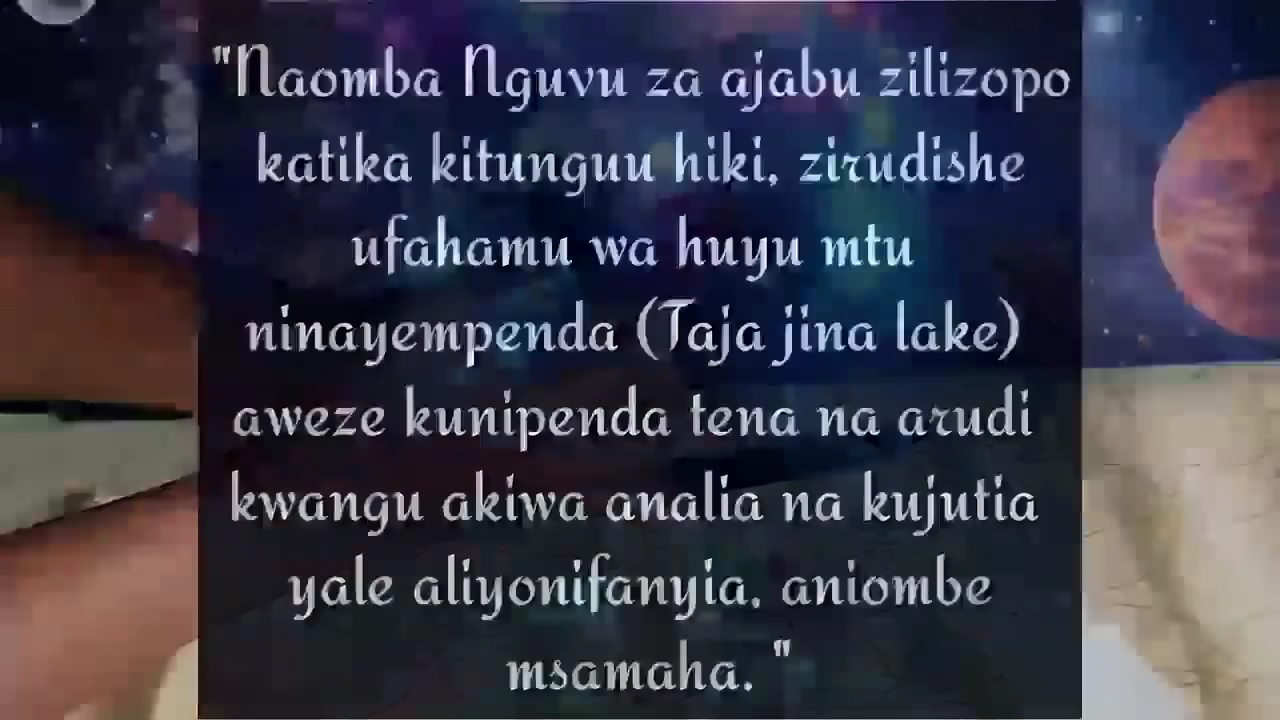 "Naomba Nguvu za ajabu zilizopo
katika kitunguu hiki, zirudishe
ufahamu wa huyu mtu
ninayempenda (Taja jina lake)
aweze kunipenda tena na arudi
kwangu akiwa analia na kujutia
yale aliyonifanyia. aniombe
msamaha. "